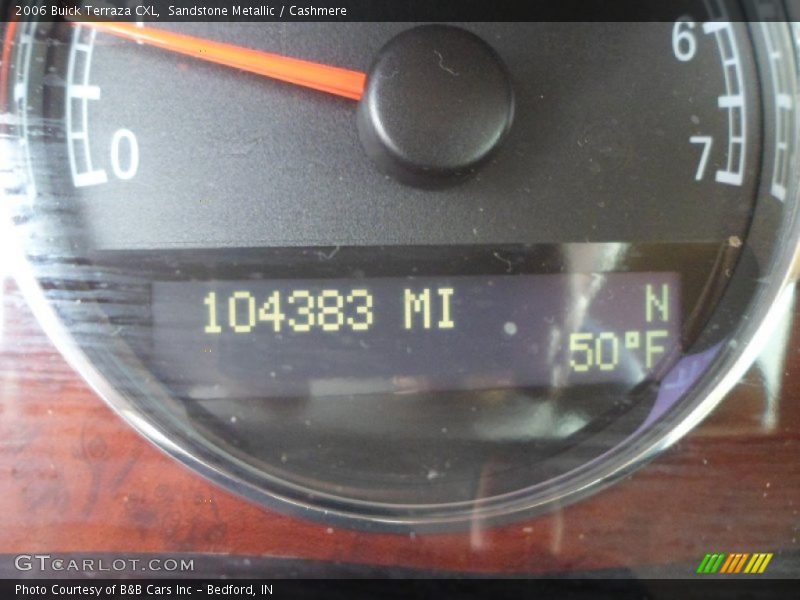 2006 Buick Terraza CXL,  Sandstone Metallic / Cashmere
6
0
7
104383 MI
N
50°F
GTCARLOT.COM
Photo Courtesy of B&B Cars Inc - Bedford, IN